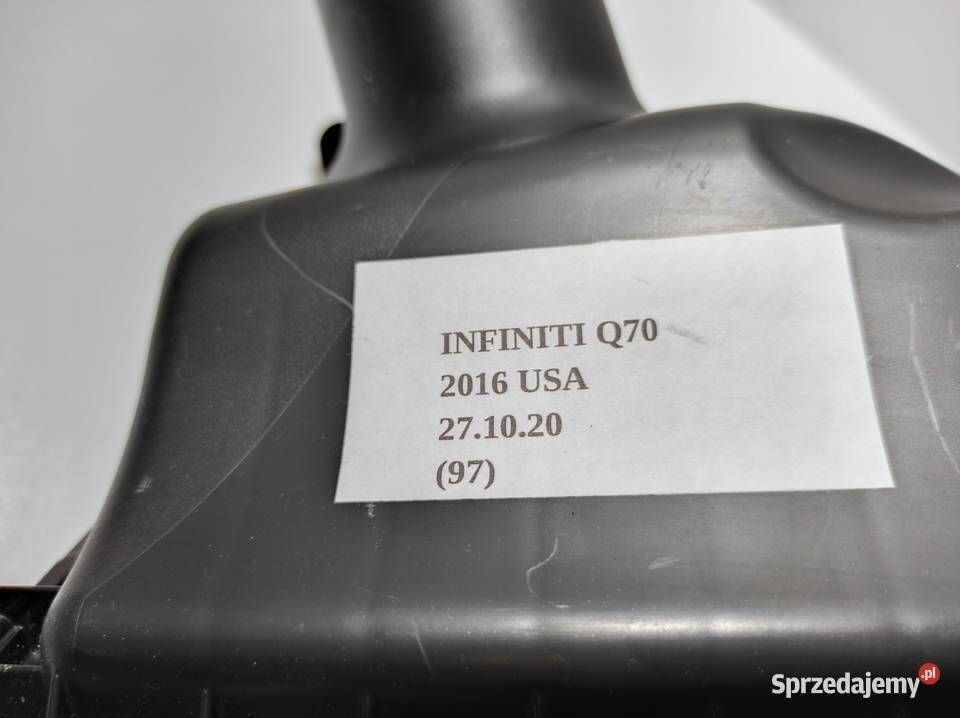 INFINITI Q70
2016 USA
27.10.20
(97)
Sprzedajemy.pl